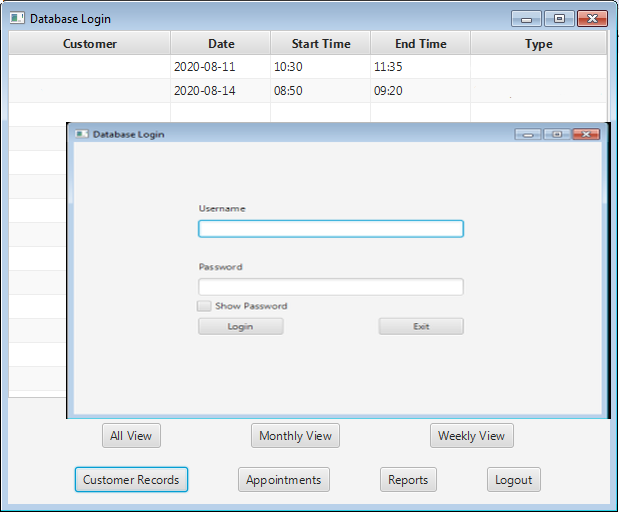 Database Login
Customer Date Start Time End Time Type
2020-08-11 10:30 11:35
2020-08-14 08:50 09:20
Database Login
Username
Password
Show Password
Login Exit
All View Monthly View Weekly View
Customer Records Appointments Reports Logout